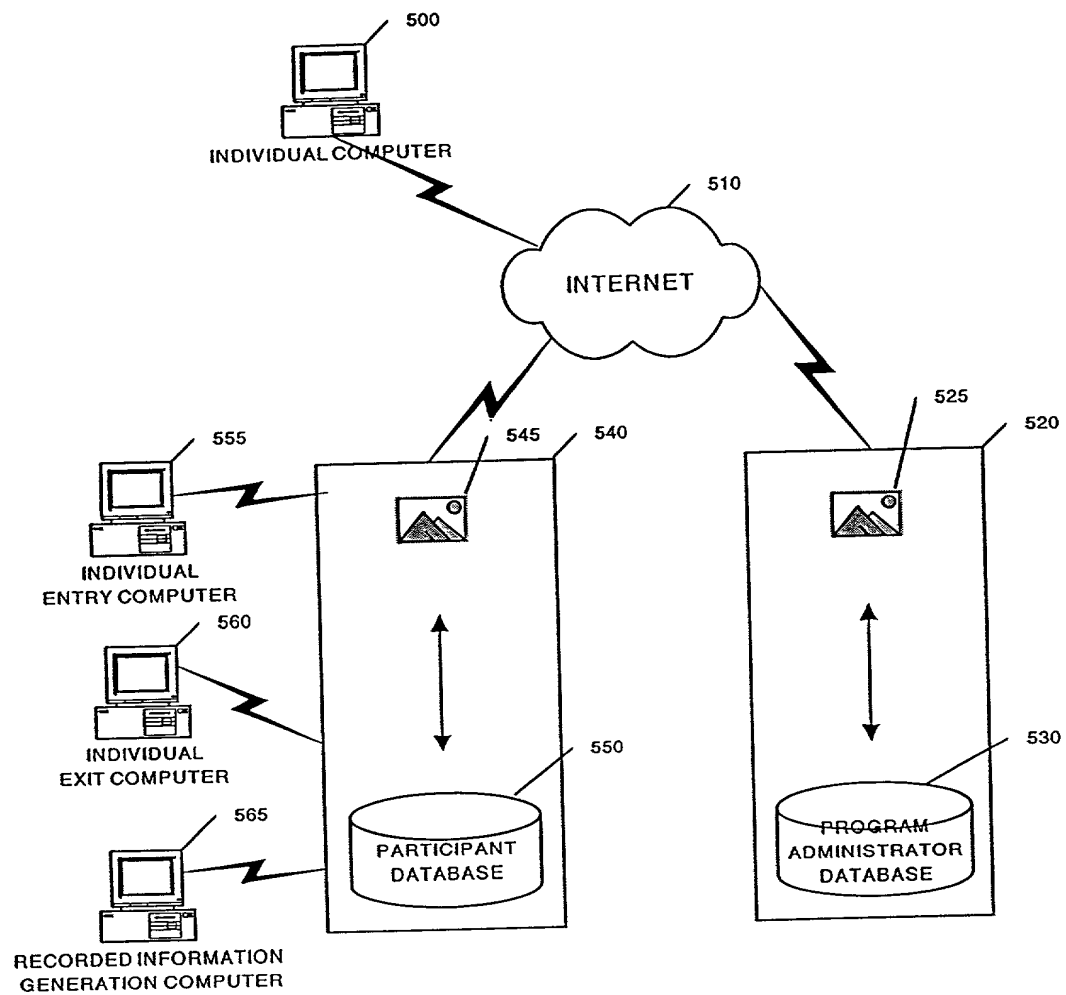 500
INDIVIDUAL COMPUTER
510
INTERNET
525
545
540
520
555
INDIVIDUAL
ENTRY COMPUTER
560
INDIVIDUAL
EXIT COMPUTER
550
530
PARTICIPANT
DATABASE
PROGRAM
ADMINISTRATOR
DATABASE
565
RECORDED INFORMATION
GENERATION COMPUTER